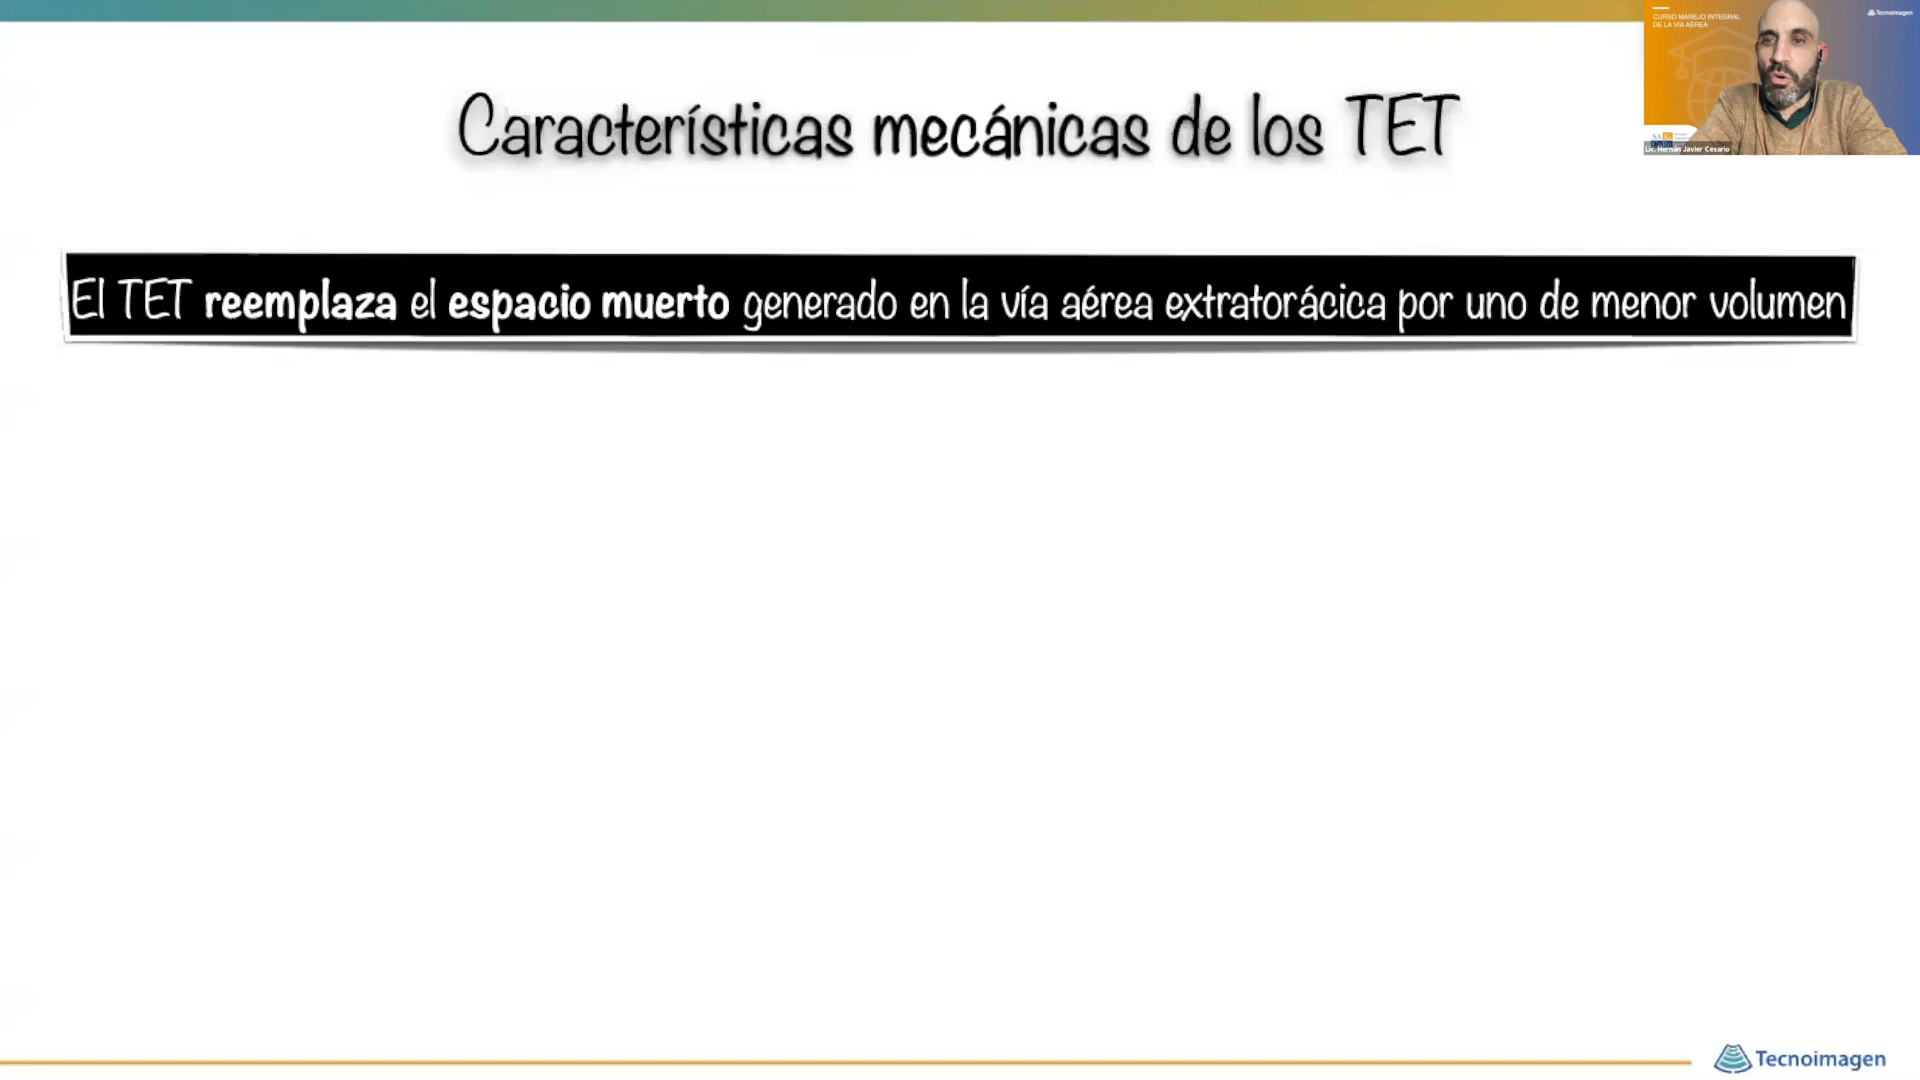 CURSO MANEJO INTEGRAL
DE LA VÍA AÉREA
Tecnoimagen
Características mecánicas de los TET
Lic. Hernán Javier Cesario
El TET reemplaza el espacio muerto generado en la vía aérea extratorácica por uno de menor volumen
Tecnoimagen